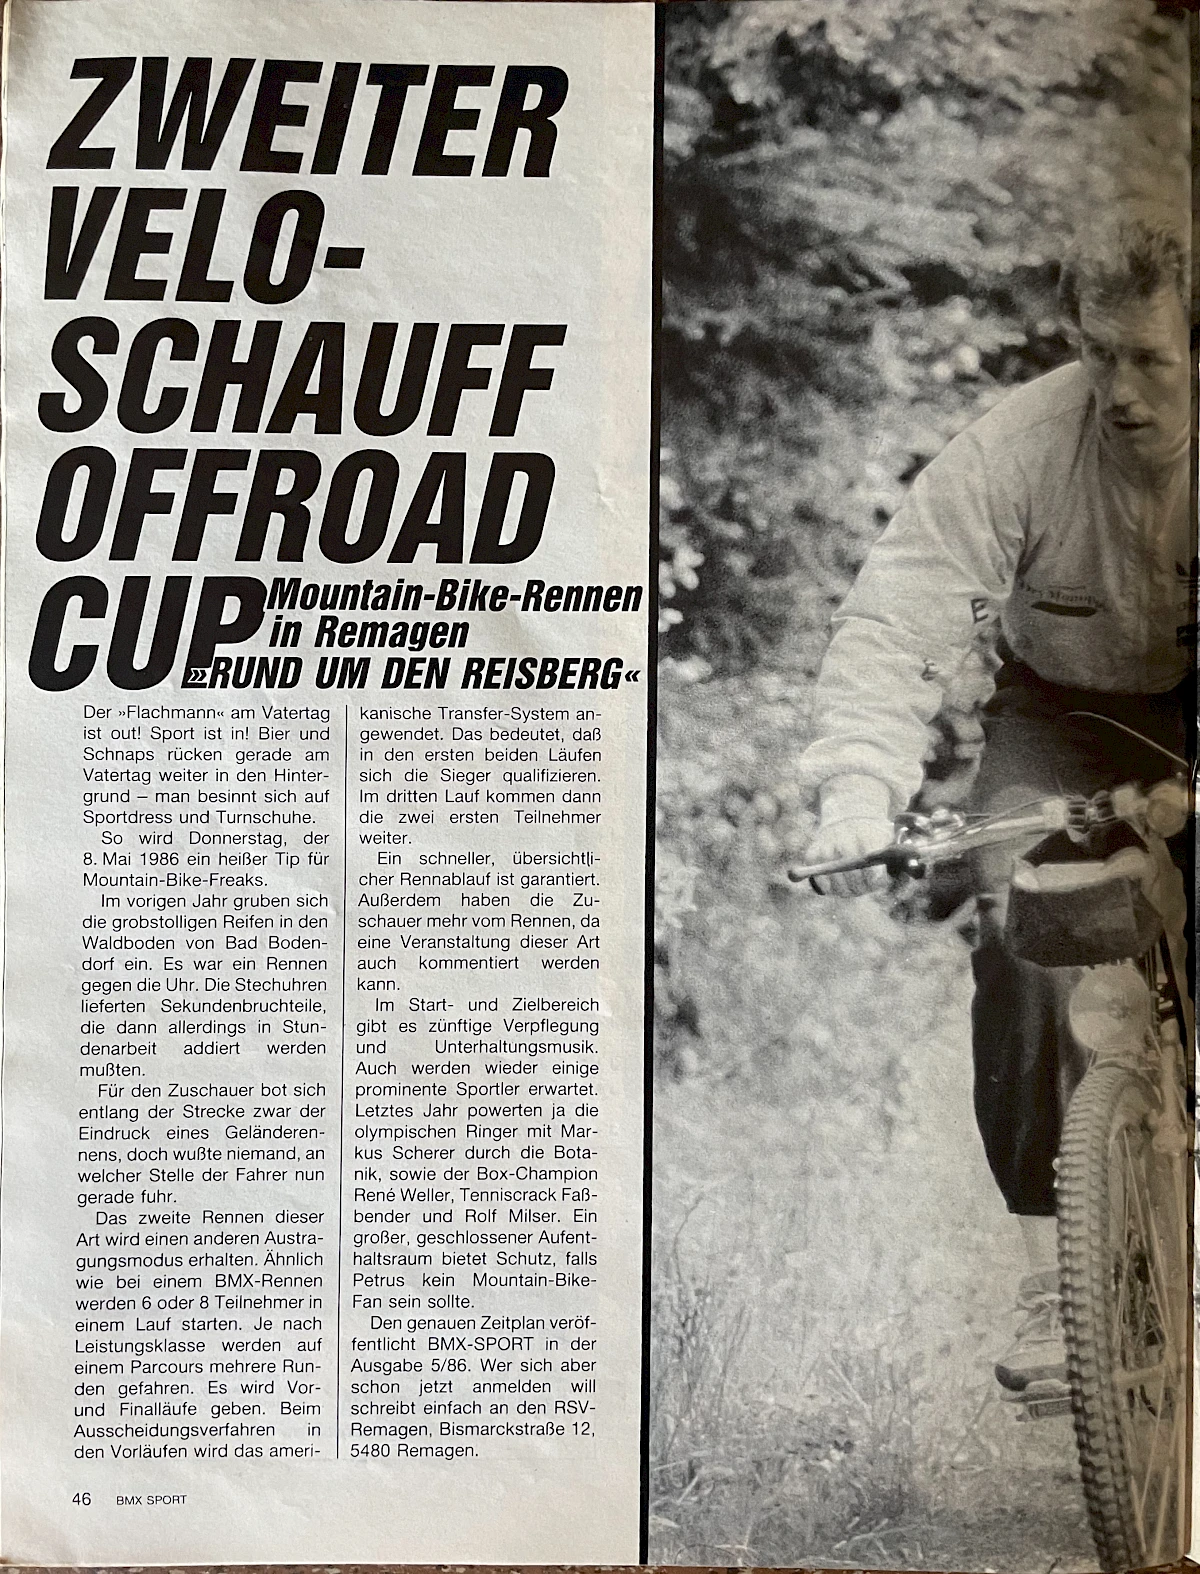 ZWEITER
VELO-
SCHAUFF
OFFROAD
CUP
Mountain-Bike-Rennen
in Remagen
»RUND UM DEN REISBERG«
Der »Flachmann« am Vatertag
ist out! Sport ist in! Bier und
Schnaps rücken gerade am
Vatertag weiter in den Hinter-
grund – man besinnt sich auf
Sportdress und Turnschuhe.
So wird Donnerstag, der
8. Mai 1986 ein heißer Tip für
Mountain-Bike-Freaks.
Im vorigen Jahr gruben sich
die grobstolligen Reifen in den
Waldboden von Bad Boden-
dorf ein. Es war ein Rennen
gegen die Uhr. Die Stechuhren
lieferten Sekundenbruchteile,
die dann allerdings in Stun-
denarbeit addiert werden
mußten.
Für den Zuschauer bot sich
entlang der Strecke zwar der
Eindruck eines Geländeren-
nens, doch wußte niemand, an
welcher Stelle der Fahrer nun
gerade fuhr.
Das zweite Rennen dieser
Art wird einen anderen Austra-
gungsmodus erhalten. Ähnlich
wie bei einem BMX-Rennen
werden 6 oder 8 Teilnehmer in
einem Lauf starten. Je nach
Leistungsklasse werden auf
einem Parcours mehrere Run-
den gefahren. Es wird Vor-
und Finalläufe geben. Beim
Ausscheidungsverfahren in
den Vorläufen wird das ameri-
kanische Transfer-System an-
gewendet. Das bedeutet, daß
in den ersten beiden Läufen
sich die Sieger qualifizieren.
Im dritten Lauf kommen dann
die zwei ersten Teilnehmer
weiter.
Ein schneller, übersichtli-
cher Rennablauf ist garantiert.
Außerdem haben die Zu-
schauer mehr vom Rennen, da
eine Veranstaltung dieser Art
auch kommentiert werden
kann.
Im Start- und Zielbereich
gibt es zünftige Verpflegung
und Unterhaltungsmusik.
Auch werden wieder einige
prominente Sportler erwartet.
Letztes Jahr powerten ja die
olympischen Ringer mit Mar-
kus Scherer durch die Bota-
nik, sowie der Box-Champion
René Weller, Tenniscrack Faß-
bender und Rolf Milser. Ein
großer, geschlossener Aufent-
haltsraum bietet Schutz, falls
Petrus kein Mountain-Bike-
Fan sein sollte.
Den genauen Zeitplan veröf-
fentlicht BMX-SPORT in der
Ausgabe 5/86. Wer sich aber
schon jetzt anmelden will
schreibt einfach an den RSV-
Remagen, Bismarckstraße 12,
5480 Remagen.
46 BMX SPORT
E
E